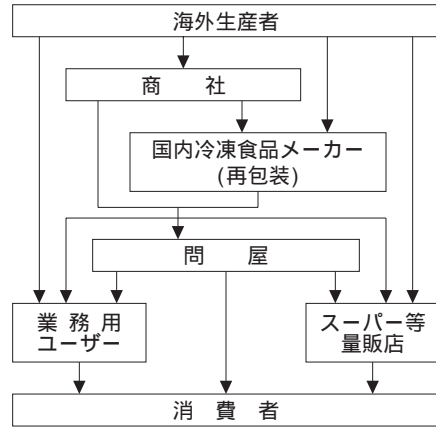 海外生産者
商　社
国内冷凍食品メーカー
(再包装)
問　屋
業 務 用
ユーザー
スーパー等
量販店
消　費　者